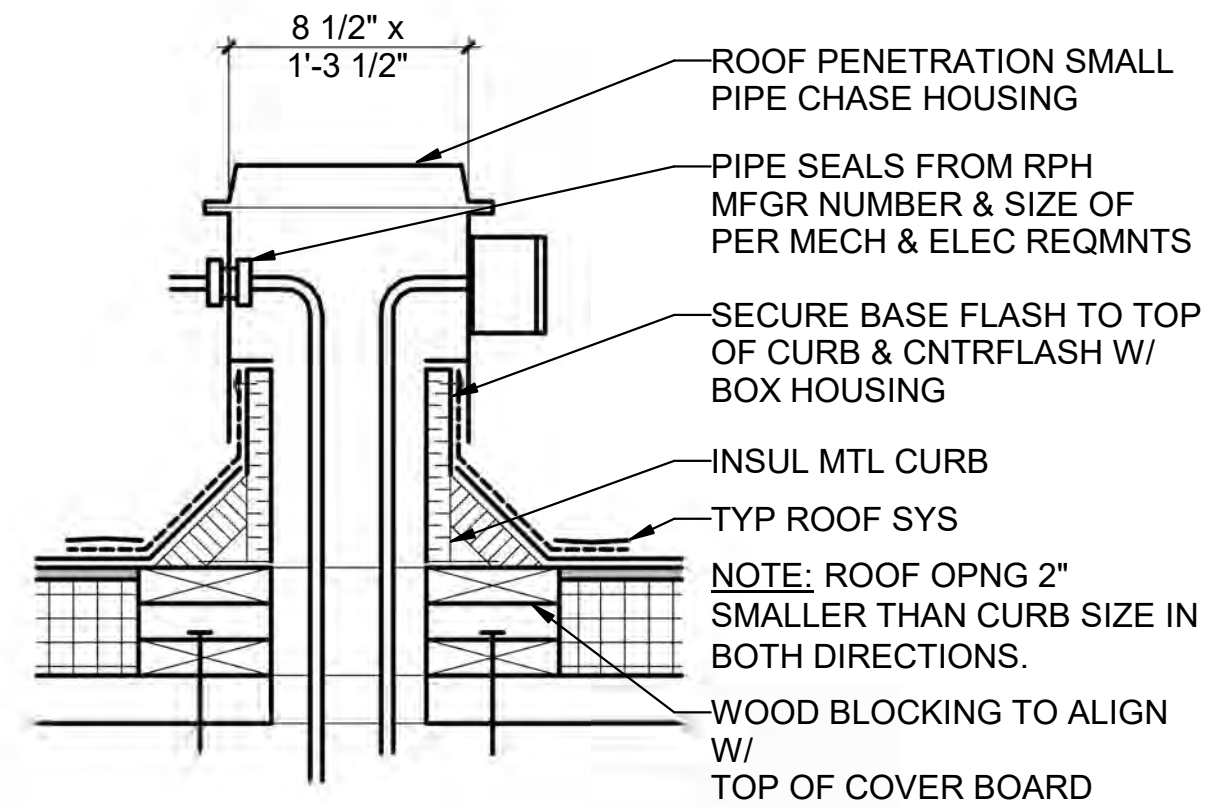 8 1/2" x
1'-3 1/2"
ROOF PENETRATION SMALL
PIPE CHASE HOUSING
PIPE SEALS FROM RPH
MFGR NUMBER & SIZE OF
PER MECH & ELEC REQMNTS
SECURE BASE FLASH TO TOP
OF CURB & CNTRFLASH W/
BOX HOUSING
INSUL MTL CURB
TYP ROOF SYS
NOTE: ROOF OPNG 2"
SMALLER THAN CURB SIZE IN
BOTH DIRECTIONS.
WOOD BLOCKING TO ALIGN
W/
TOP OF COVER BOARD